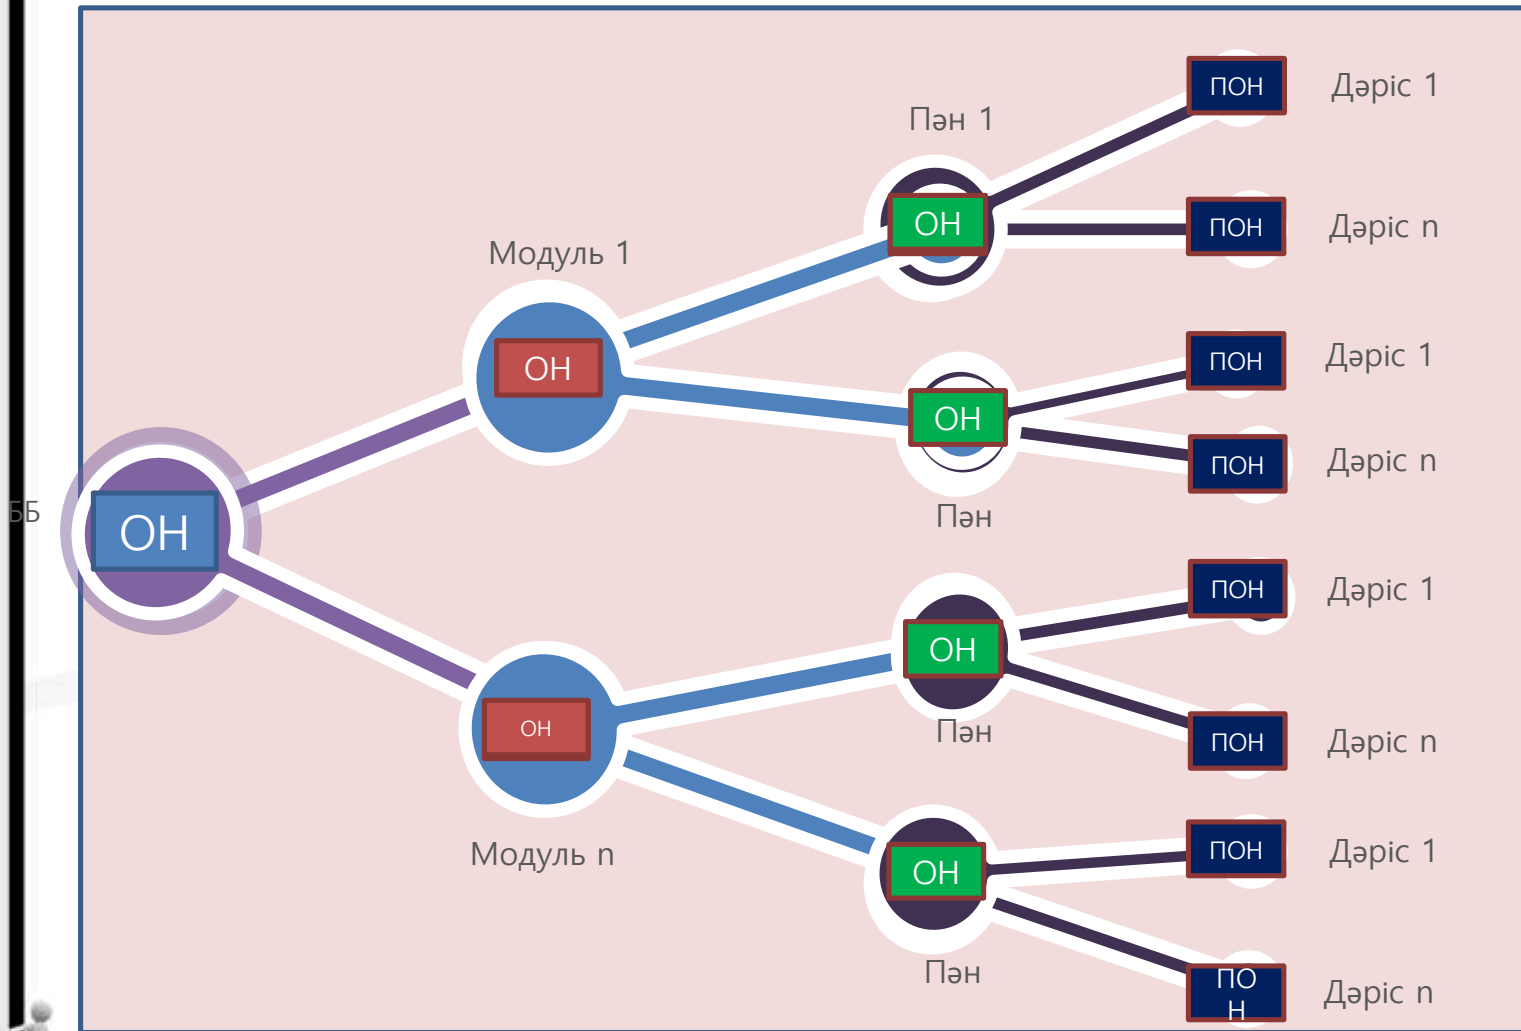 ПОН Дәріс 1
Пән 1
ОН
ПОН Дәріс n
Модуль 1
ПОН Дәріс 1
ОН
ОН
ПОН Дәріс n
ББ
ОН
Пән
ПОН Дәріс 1
ОН
ОН
Пән
ПОН Дәріс n
Модуль n
ПОН Дәріс 1
ОН
Пән
ПО
Н
Дәріс n